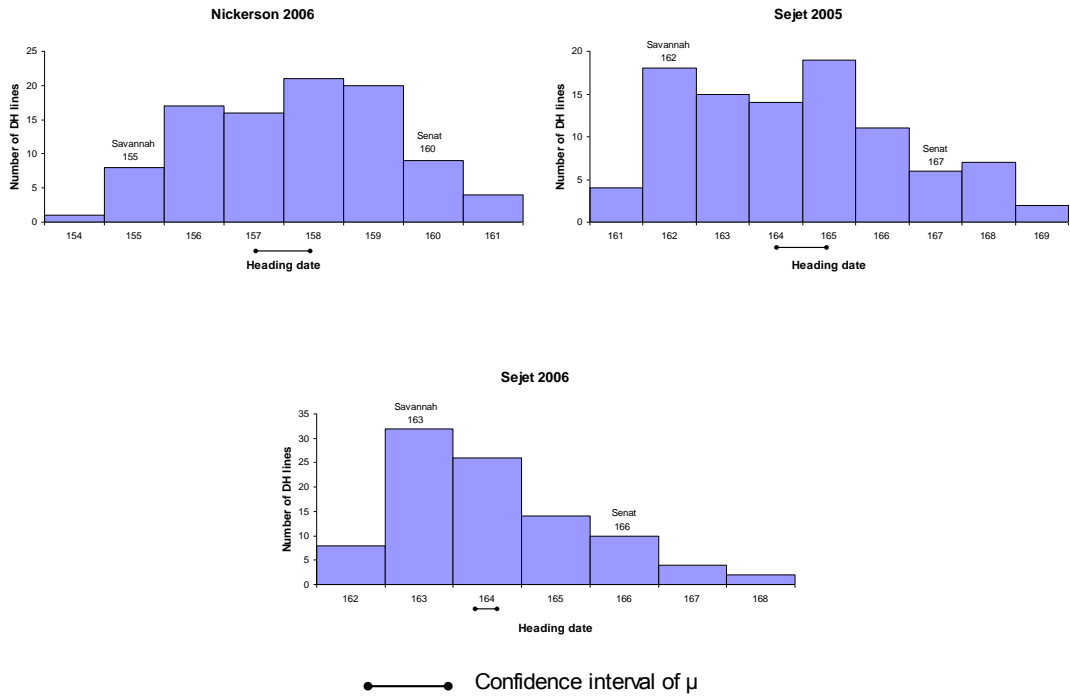 Nickerson 2006
25
20
15
10
5
0
Number of DH lines
Savannah
155
Senat
160
154 155 156 157 158 159 160 161
Heading date
Sejet 2005
20
15
10
5
0
Number of DH lines
Savannah
162
Senat
167
161 162 163 164 165 166 167 168 169
Heading date
Sejet 2006
35
30
25
20
15
10
5
0
Number of DH lines
Savannah
163
Senat
166
162 163 164 165 166 167 168
Heading date
Confidence interval of µ